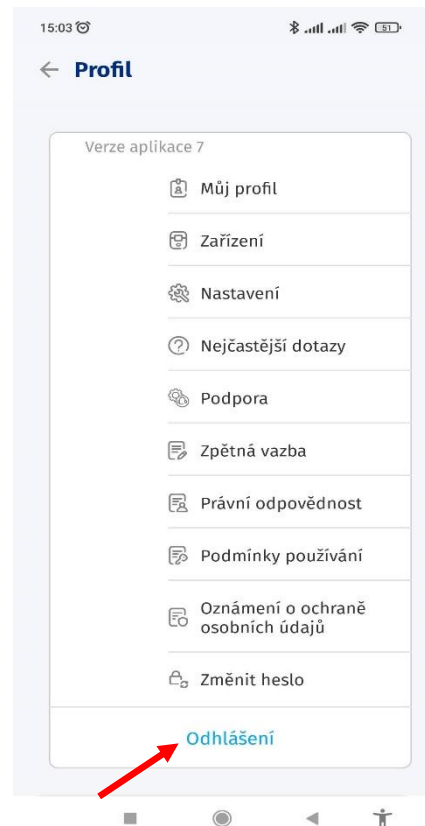 15:03
51
Profil
Verze aplikace 7
Můj profil
Zařízení
Nastavení
Nejčastější dotazy
Podpora
Zpětná vazba
Právní odpovědnost
Podmínky používání
Oznámení o ochraně
osobních údajů
Změnit heslo
Odhlášení